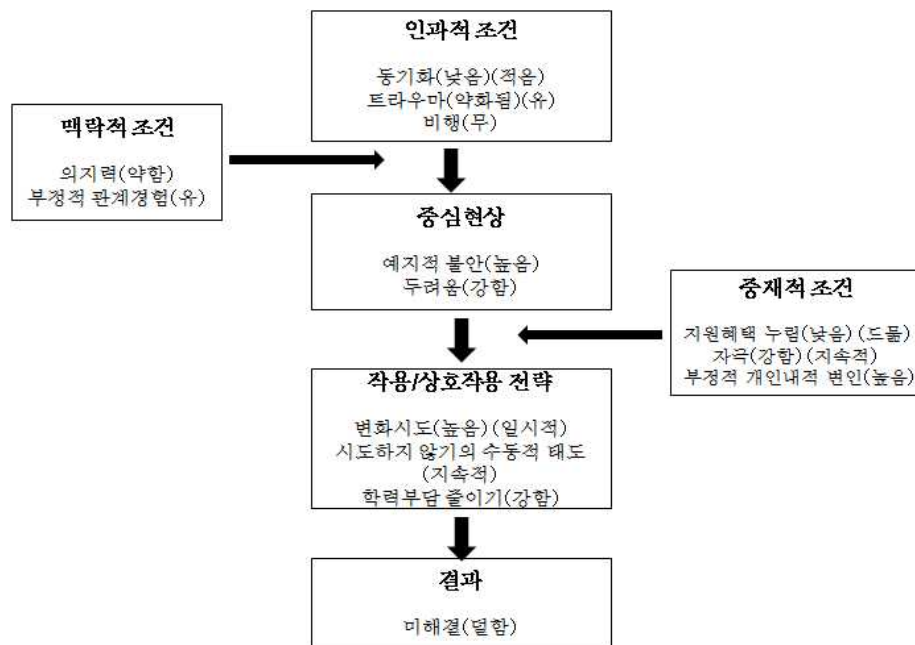 인과적 조건
동기화(낮음)(적음)
트라우마(약화됨)(유)
비행(무)
맥락적 조건
의지력(약함)
부정적 관계경험(유)
중심현상
예지적 불안(높음)
두려움(강함)
중재적 조건
지원혜택 누림(낮음) (드묾)
자극(강함) (지속적)
부정적 개인내적 변인(높음)
작용/상호작용 전략
변화시도(높음) (일시적)
시도하지 않기의 수동적 태도
(지속적)
학력부담 줄이기(강함)
결과
미해결(덜함)